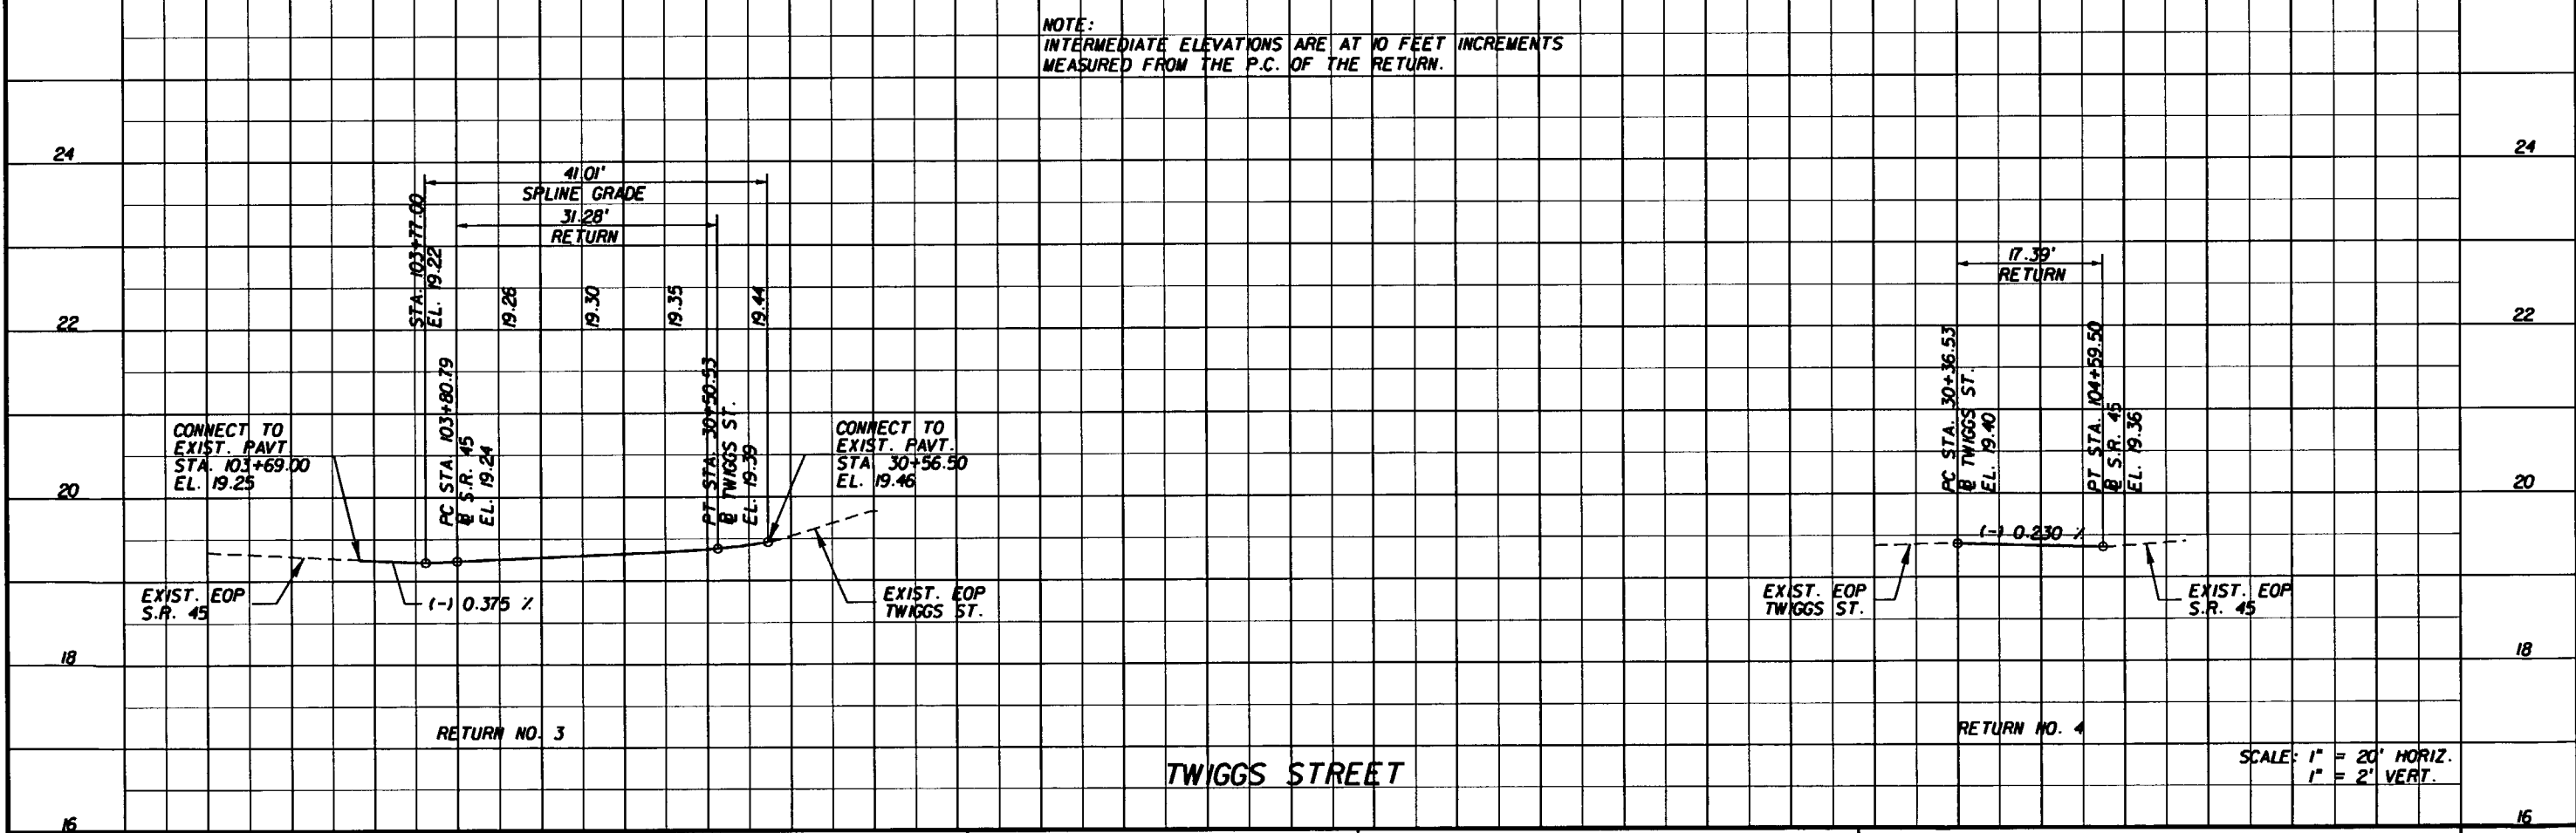 NOTE:
INTERMEDIATE ELEVATIONS ARE AT 10 FEET INCREMENTS
MEASURED FROM THE P.C. OF THE RETURN.
24
24
22
22
20
20
18
18
16
16
41.01'
SPLINE GRADE
31.28'
RETURN
STA. 103+77.00
EL. 19.22
19.26
19.30
19.35
19.44
PC STA. 103+80.79
℄ S.R. 45
EL. 19.24
PT STA. 30+50.53
℄ TWIGGS ST.
EL. 19.39
CONNECT TO
EXIST. PAVT.
STA. 103+69.00
EL. 19.25
CONNECT TO
EXIST. PAVT.
STA 30+56.50
EL. 19.46
EXIST. EOP
S.R. 45
(-) 0.375 %
EXIST. EOP
TWIGGS ST.
RETURN NO. 3
17.39'
RETURN
PC STA. 30+36.53
℄ TWIGGS ST.
EL. 19.40
PT STA. 104+59.50
℄ S.R. 45
EL. 19.36
(-) 0.230 %
EXIST. EOP
TWIGGS ST.
EXIST. EOP
S.R. 45
RETURN NO. 4
TWIGGS STREET
SCALE: 1" = 20' HORIZ.
1" = 2' VERT.